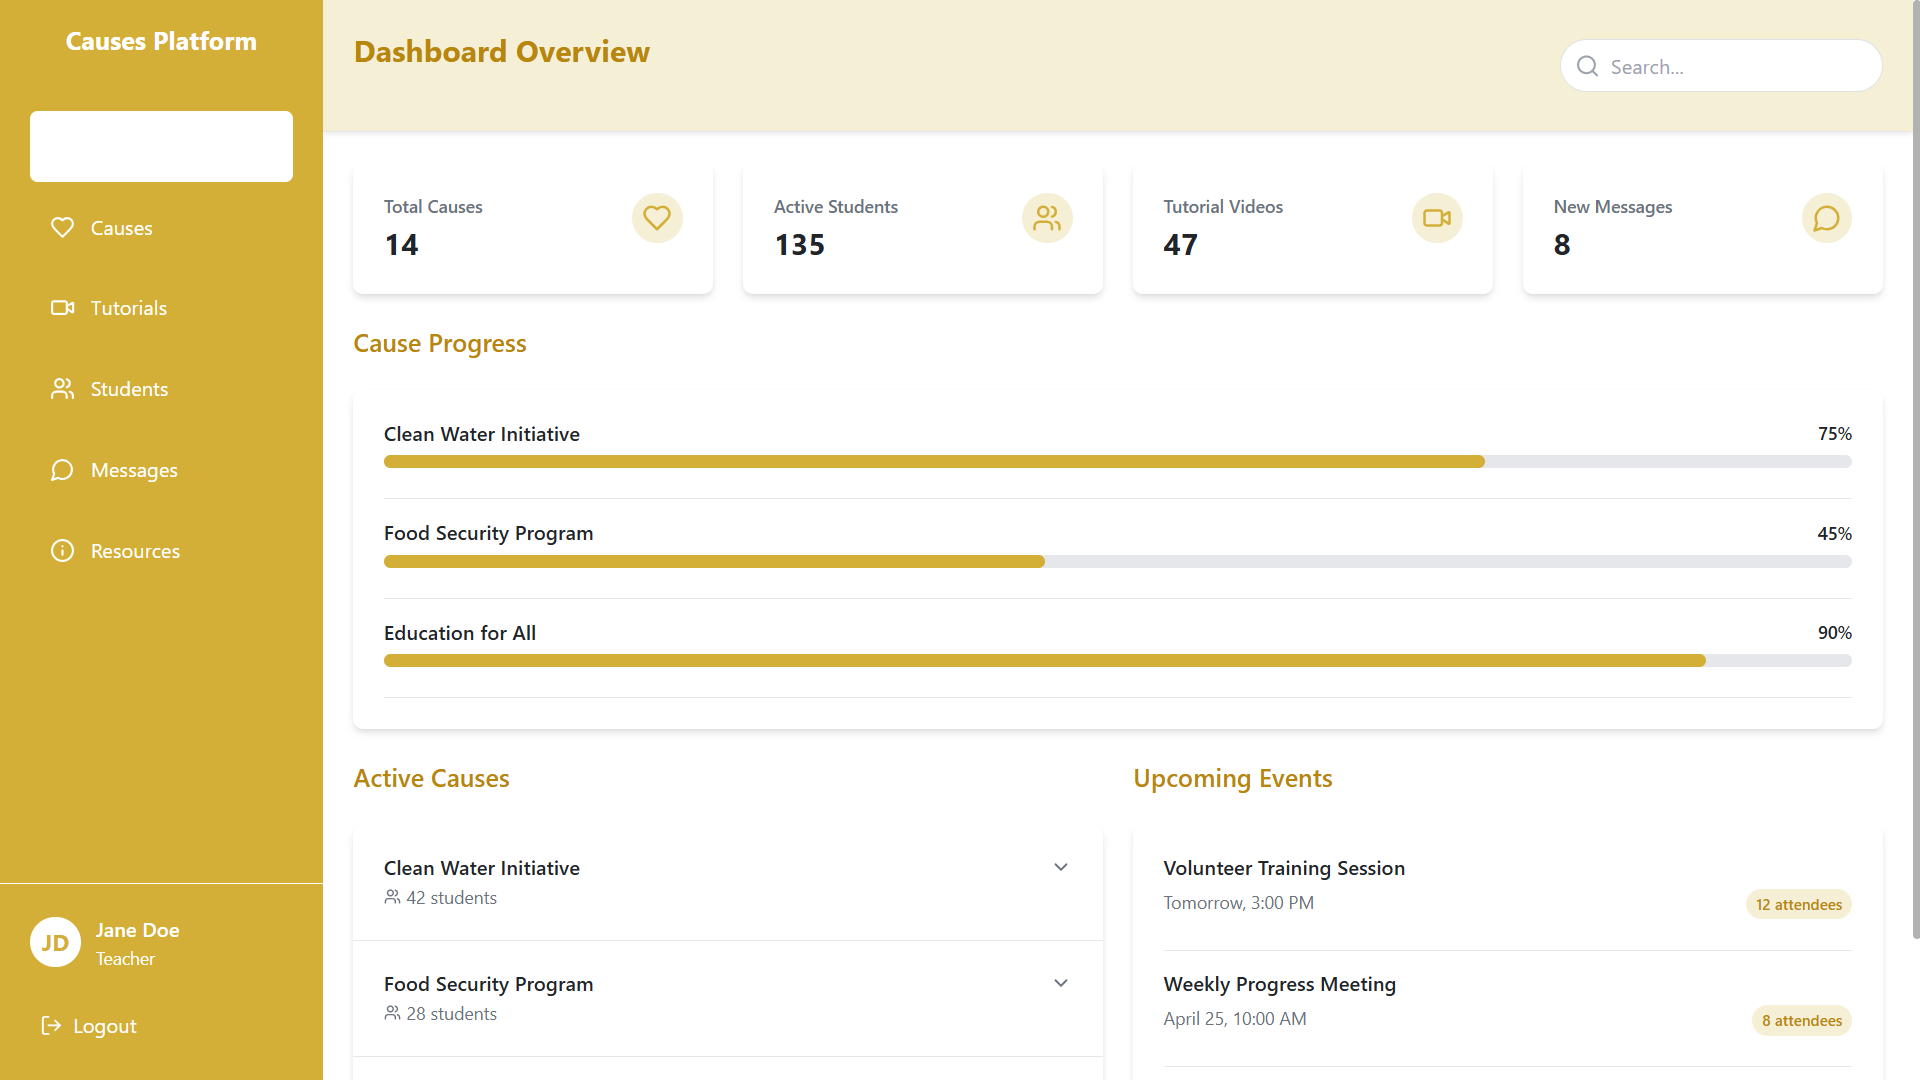 Causes Platform
Causes
Tutorials
Students
Messages
Resources
JD
Jane Doe
Teacher
Logout
Dashboard Overview
Search...
Total Causes
14
Active Students
135
Tutorial Videos
47
New Messages
8
Cause Progress
Clean Water Initiative
75%
Food Security Program
45%
Education for All
90%
Active Causes
Clean Water Initiative
42 students
Food Security Program
28 students
Upcoming Events
Volunteer Training Session
Tomorrow, 3:00 PM
12 attendees
Weekly Progress Meeting
April 25, 10:00 AM
8 attendees